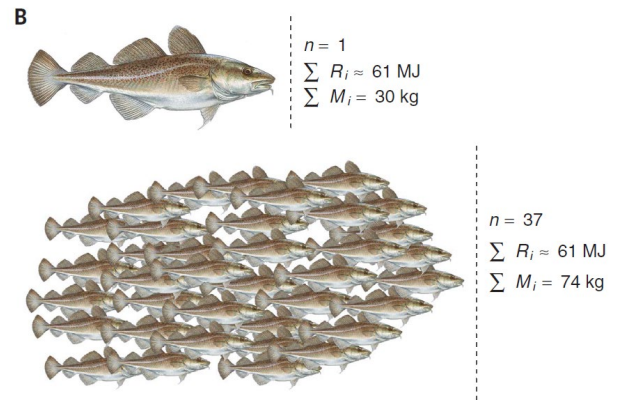 B
n = 1
∑ Rᵢ ≈ 61 MJ
∑ Mᵢ = 30 kg
n = 37
∑ Rᵢ ≈ 61 MJ
∑ Mᵢ = 74 kg